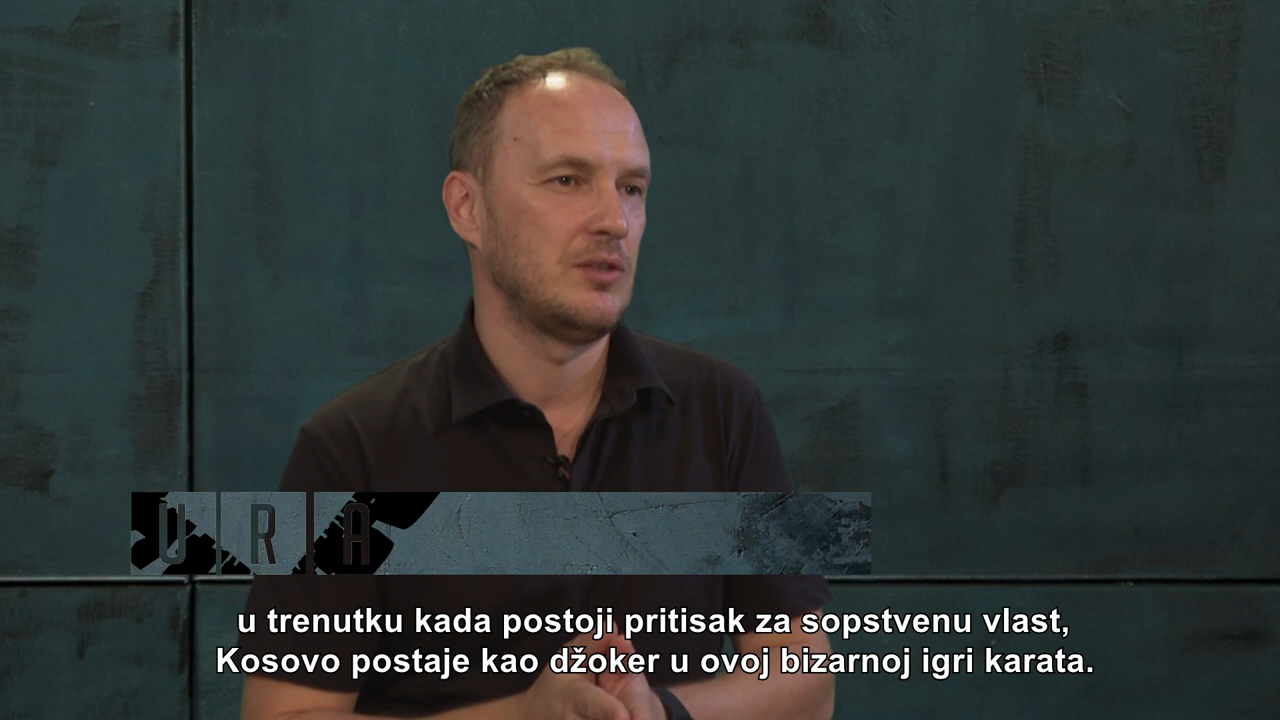 URA
u trenutku kada postoji pritisak za sopstvenu vlast,
Kosovo postaje kao džoker u ovoj bizarnoj igri karata.